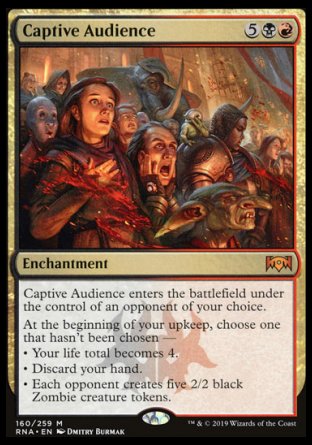 Captive Audience 5
Enchantment
Captive Audience enters the battlefield under
the control of an opponent of your choice.
At the beginning of your upkeep, choose one
that hasn't been chosen —
• Your life total becomes 4.
• Discard your hand.
• Each opponent creates five 2/2 black
Zombie creature tokens.
160/259 M
RNA • EN Dmitry Burmak
™ & © 2019 Wizards of the Coast